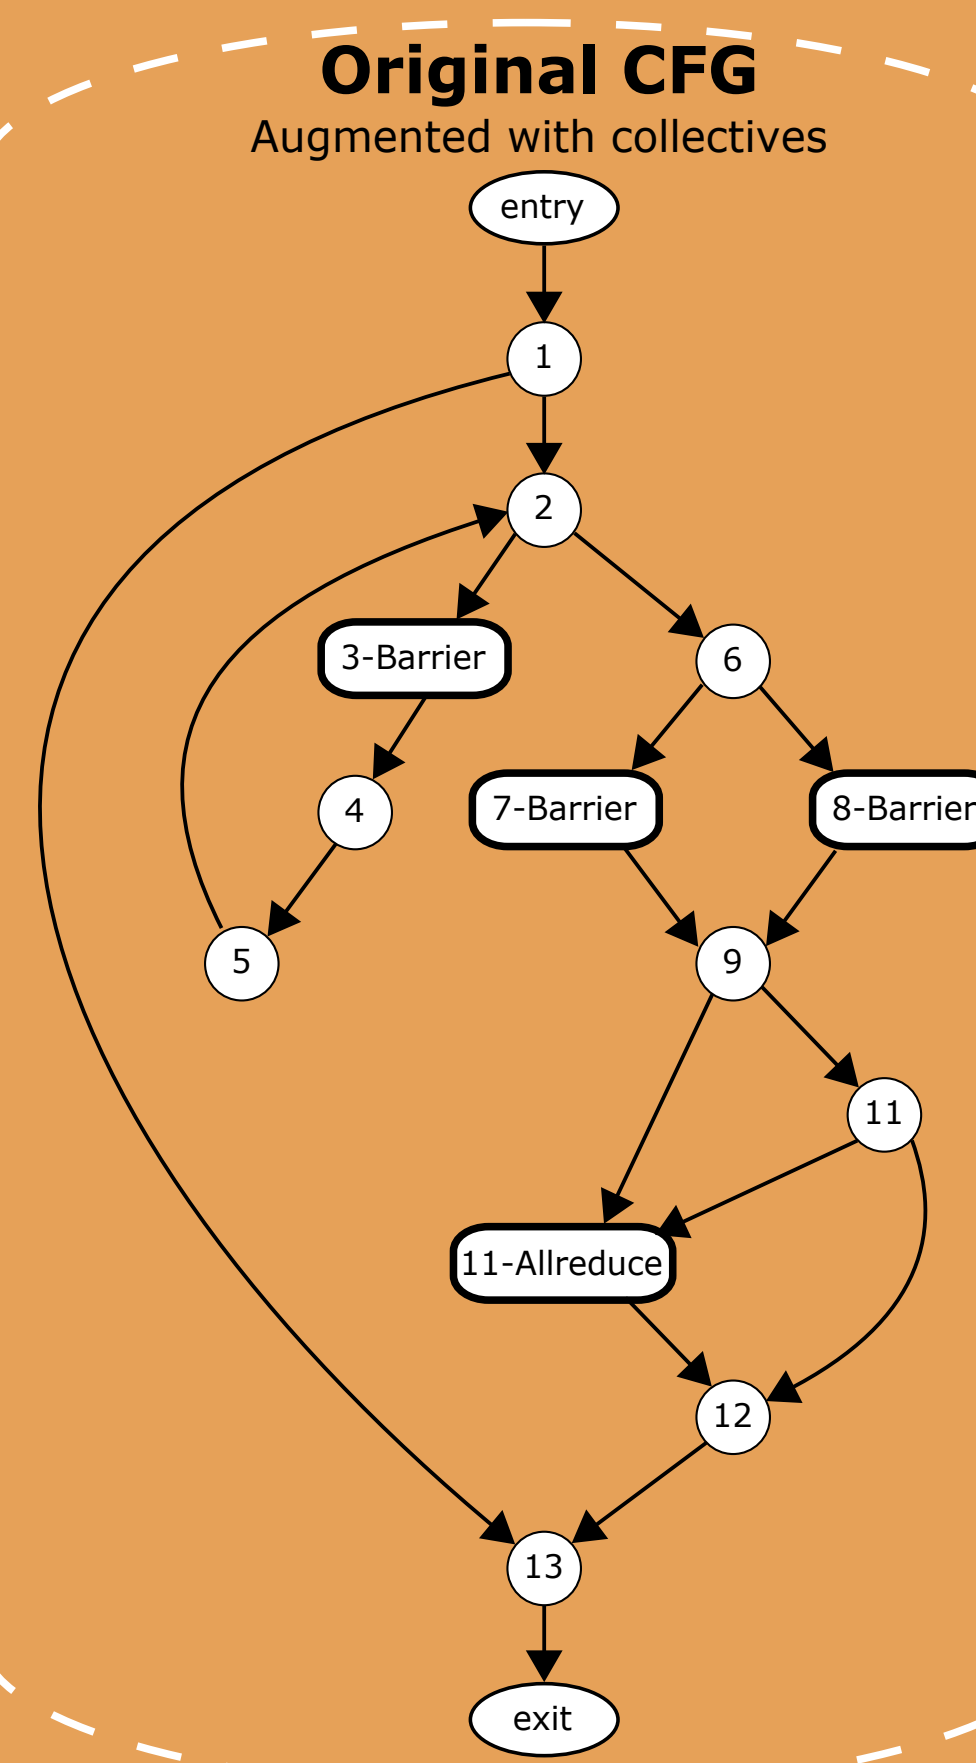 Original CFG
Augmented with collectives
entry
1
2
3-Barrier
6
4
7-Barrier
8-Barrier
5
9
11
11-Allreduce
12
13
exit